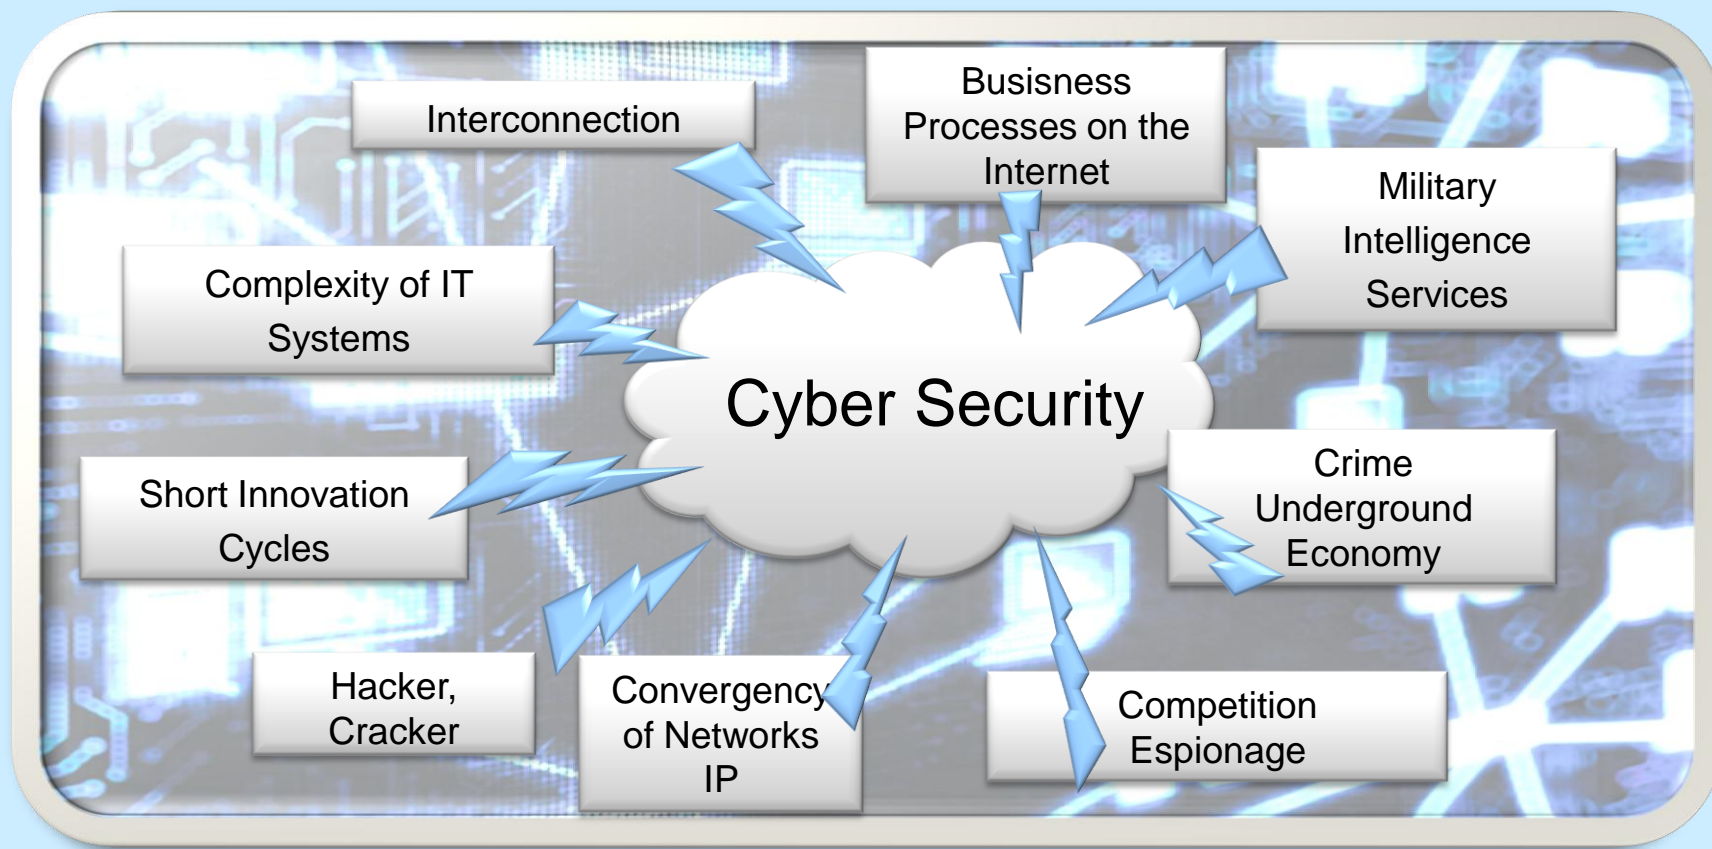 Interconnection
Busisness
Processes on the
Internet
Military
Intelligence
Services
Complexity of IT
Systems
Cyber Security
Short Innovation
Cycles
Crime
Underground
Economy
Hacker,
Cracker
Convergency
of Networks
IP
Competition
Espionage